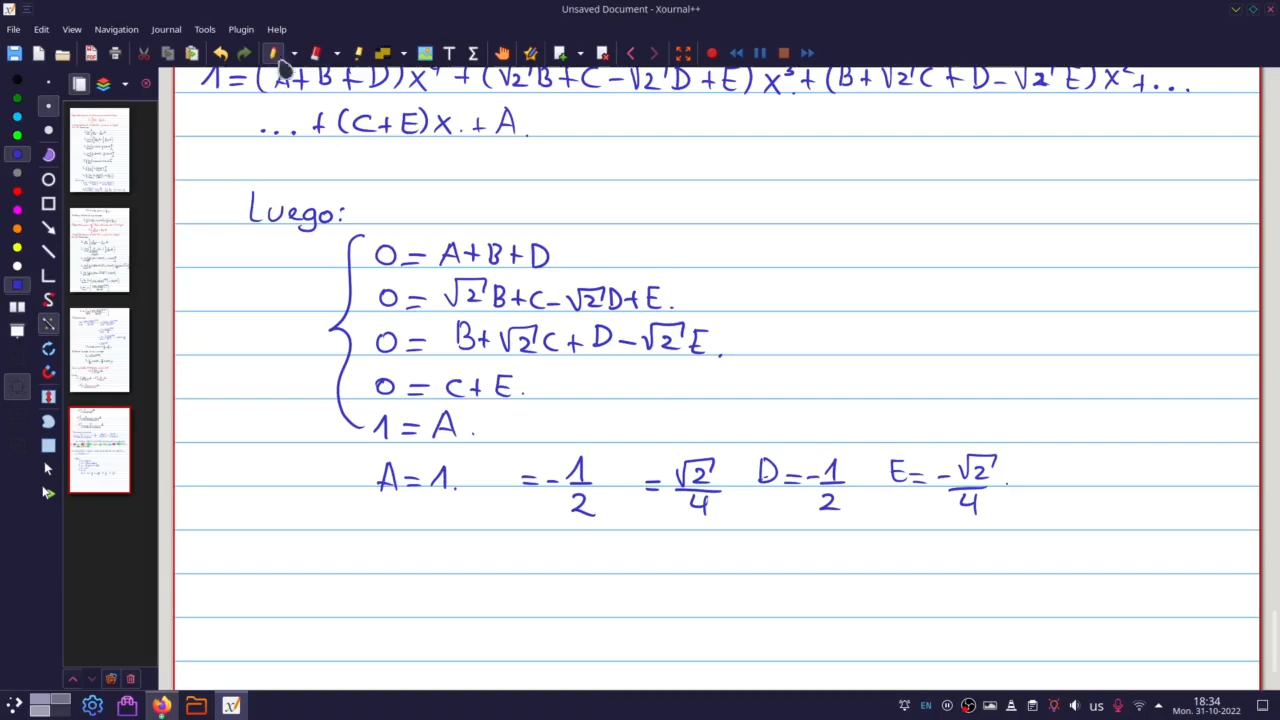 Unsaved Document - Xournal++
File Edit View Navigation Journal Tools Plugin Help
1 = (A+B+D)x⁴ + (√2 B+C-√2 D+E)x³ + (B+√2 C+D-√2 E)x² + ...
... + (C+E)x + A.
Luego:
0 = A+B+D
0 = √2 B+C-√2 D+E.
0 = B+√2 C+D-√2 E.
0 = C+E.
1 = A.
A=1. =-1/2 =√2/4 D=-1/2 E=-√2/4.
EN us 18:34
Mon. 31-10-2022